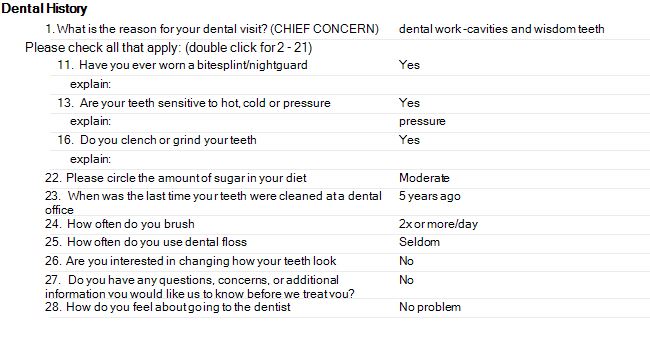 Dental History
1. What is the reason for your dental visit? (CHIEF CONCERN) dental work -cavities and wisdom teeth
Please check all that apply: (double click for 2 - 21)
11. Have you ever worn a bitesplint/nightguard Yes
explain:
13. Are your teeth sensitive to hot, cold or pressure Yes
explain: pressure
16. Do you clench or grind your teeth Yes
explain:
22. Please circle the amount of sugar in your diet Moderate
23. When was the last time your teeth were cleaned at a dental 5 years ago
office
24. How often do you brush 2x or more/day
25. How often do you use dental floss Seldom
26. Are you interested in changing how your teeth look No
27. Do you have any questions, concerns, or additional No
information you would like us to know before we treat you?
28. How do you feel about going to the dentist No problem